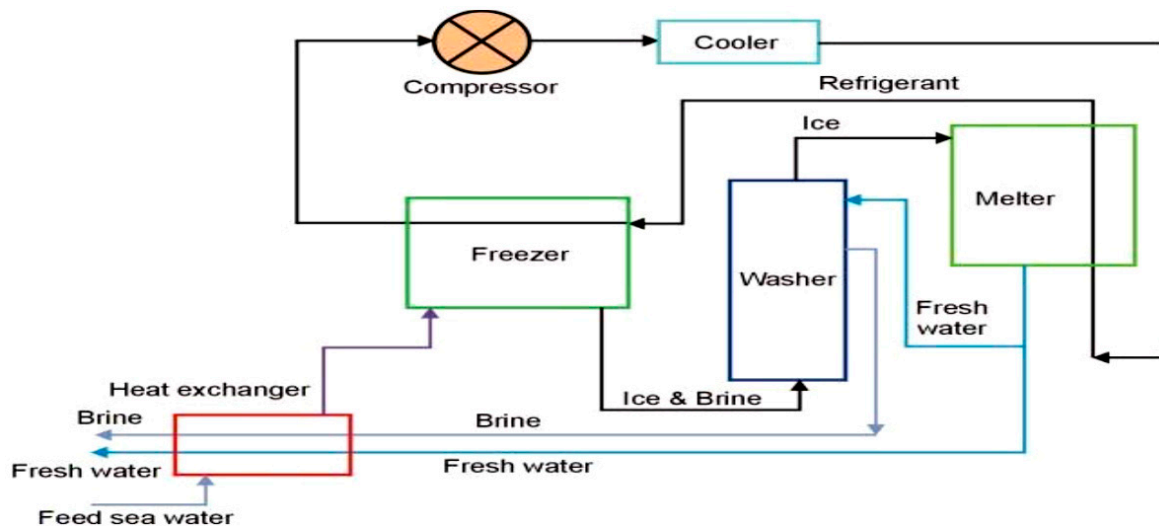 Cooler
Compressor
Refrigerant
Ice
Melter
Freezer
Washer
Fresh
water
Heat exchanger
Ice & Brine
Brine
Brine
Fresh water
Fresh water
Feed sea water